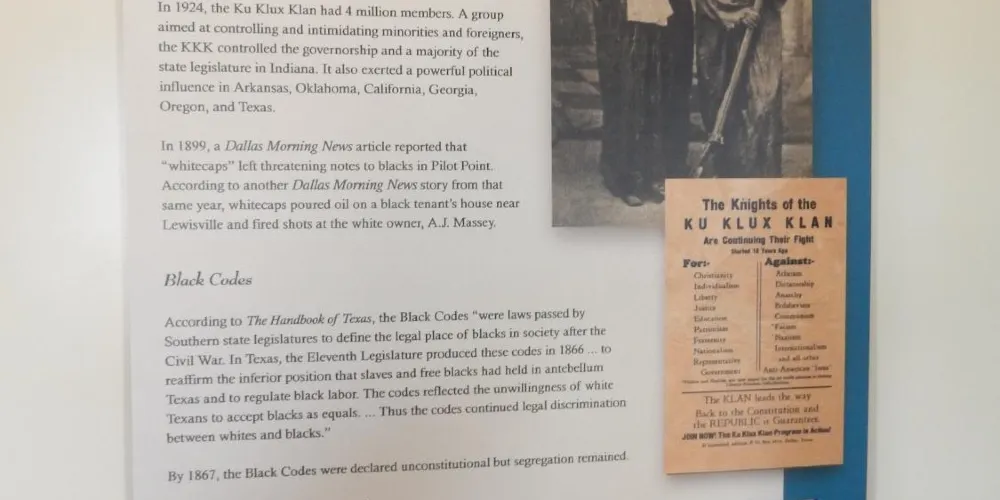 In 1924, the Ku Klux Klan had 4 million members. A group
aimed at controlling and intimidating minorities and foreigners,
the KKK controlled the governorship and a majority of the
state legislature in Indiana. It also exerted a powerful political
influence in Arkansas, Oklahoma, California, Georgia,
Oregon, and Texas.
In 1899, a Dallas Morning News article reported that
“whitecaps” left threatening notes to blacks in Pilot Point.
According to another Dallas Morning News story from that
same year, whitecaps poured oil on a black tenant's house near
Lewisville and fired shots at the white owner, A.J. Massey.
Black Codes
According to The Handbook of Texas, the Black Codes “were laws passed by
Southern state legislatures to define the legal place of blacks in society after the
Civil War. In Texas, the Eleventh Legislature produced these codes in 1866 ... to
reaffirm the inferior position that slaves and free blacks had held in antebellum
Texas and to regulate black labor. The codes reflected the unwillingness of white
Texans to accept blacks as equals. ... Thus the codes continued legal discrimination
between whites and blacks.”
By 1867, the Black Codes were declared unconstitutional but segregation remained.
The Knights of the
KU KLUX KLAN
Are Continuing Their Fight
Started Years Ago
For:-
Christianity
Individualism
Liberty
Justice
Education
Patriotism
Fraternity
Nationalism
Representative
Government
Against:-
Atheism
Dictatorship
Anarchy
Bolshevism
Communism
Nazism
Internationalism
and all other
Anti-American "Isms"
The KLAN leads the way
Back to the Constitution and
the REPUBLIC it Guarantees
JOIN NOW! The Ku Klux Klan Program is Action!